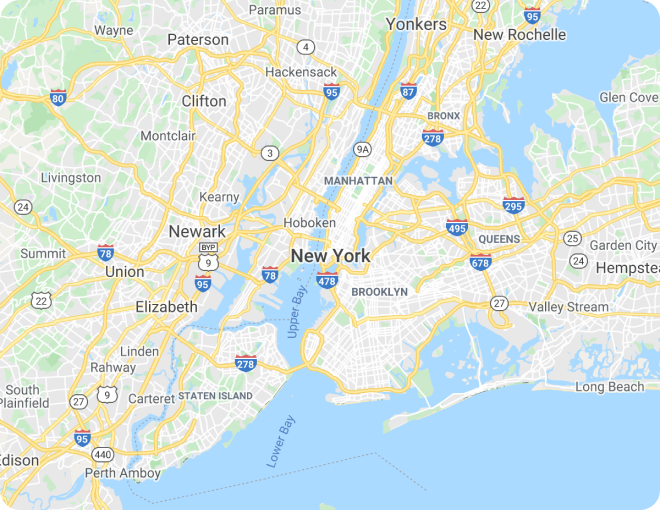 Paramus
22
95
Yonkers
Wayne
Paterson
New Rochelle
4
Hackensack
80
95
87
Glen Cove
Clifton
BRONX
278
Montclair
3
9A
Livingston
MANHATTAN
Kearny
24
295
Hoboken
495
Newark
BYP
9
QUEENS
25
Garden City
Summit
78
New York
24
678
Hempste
Union
78
478
95
BROOKLYN
22
Elizabeth
Upper Bay
27
Valley Stream
Linden
278
Rahway
South
Plainfield
9
27
Carteret
STATEN ISLAND
Long Beach
Lower Bay
95
440
Edison
Perth Amboy